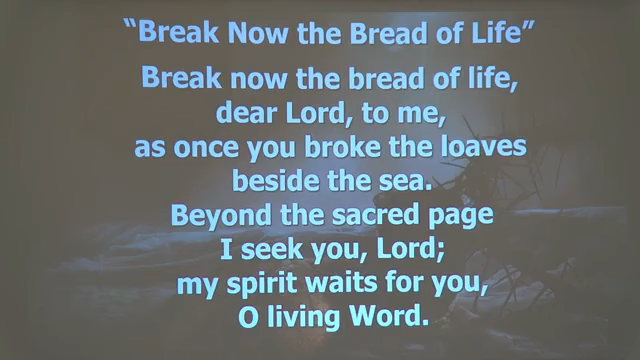 “Break Now the Bread of Life”
Break now the bread of life,
dear Lord, to me,
as once you broke the loaves
beside the sea.
Beyond the sacred page
I seek you, Lord;
my spirit waits for you,
O living Word.